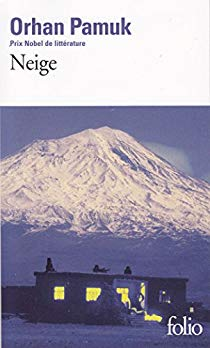 Orhan Pamuk
Prix Nobel de littérature
Neige
folio